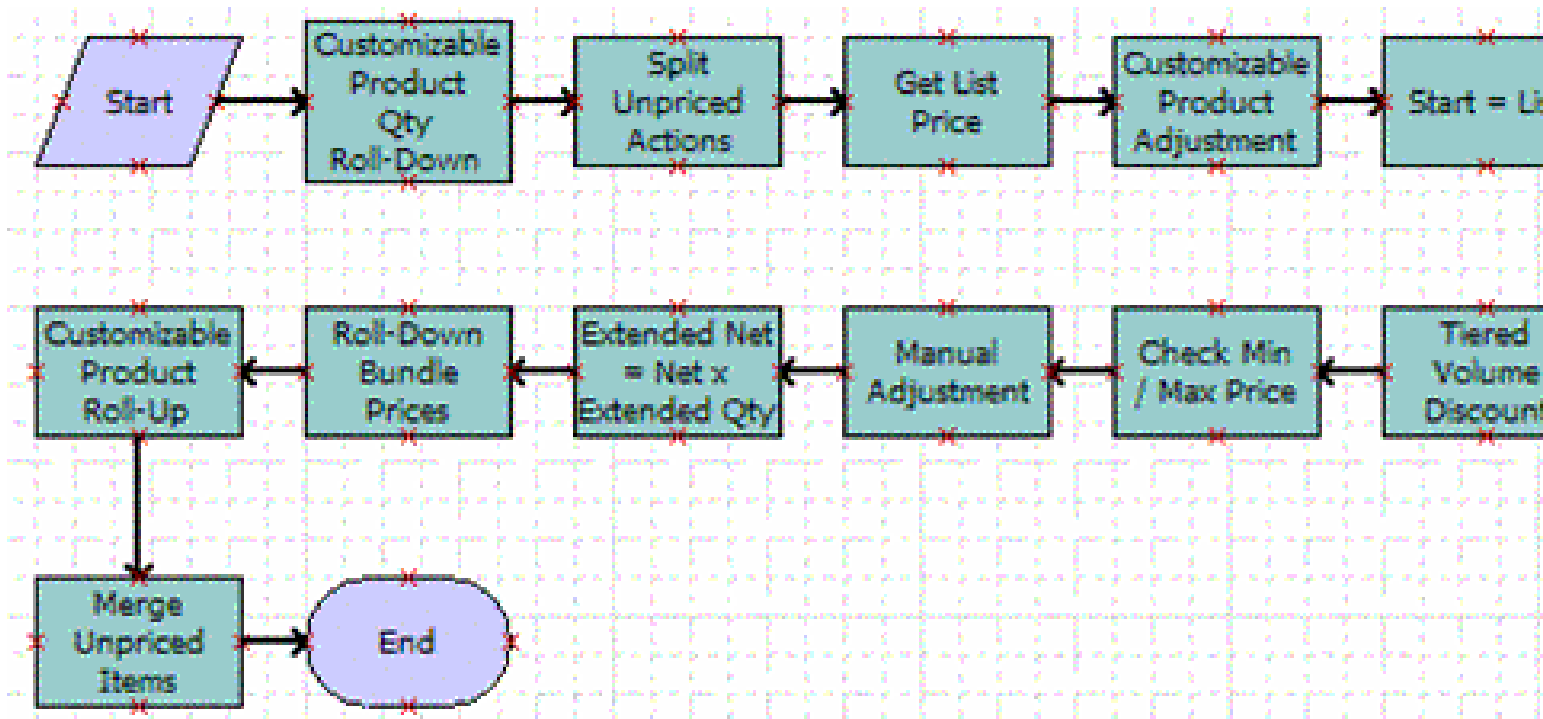 Start
Customizable
Product
Qty
Roll-Down
Split
Unpriced
Actions
Get List
Price
Customizable
Product
Adjustment
Start =
Customizable
Product
Roll-Up
Roll-Down
Bundle
Prices
Extended Net
= Net x
Extended Qty
Manual
Adjustment
Check Min
/ Max Price
Tiered
Volume
Discount
Merge
Unpriced
Items
End